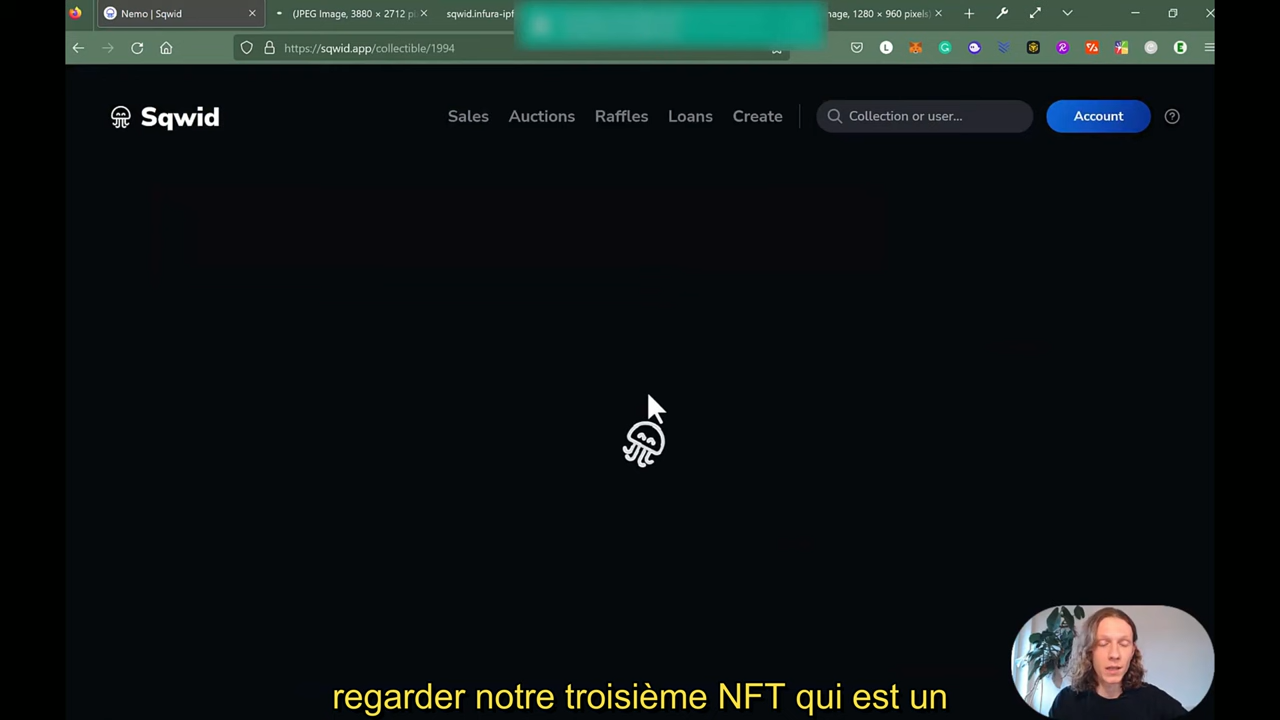 Nemo | Sqwid
(JPEG Image, 3880 × 2712 pi
sqwid.infura-ipf
age, 1280 × 960 pixels)
https://sqwid.app/collectible/1994
Sqwid
Sales
Auctions
Raffles
Loans
Create
Collection or user...
Account
regarder notre troisième NFT qui est un